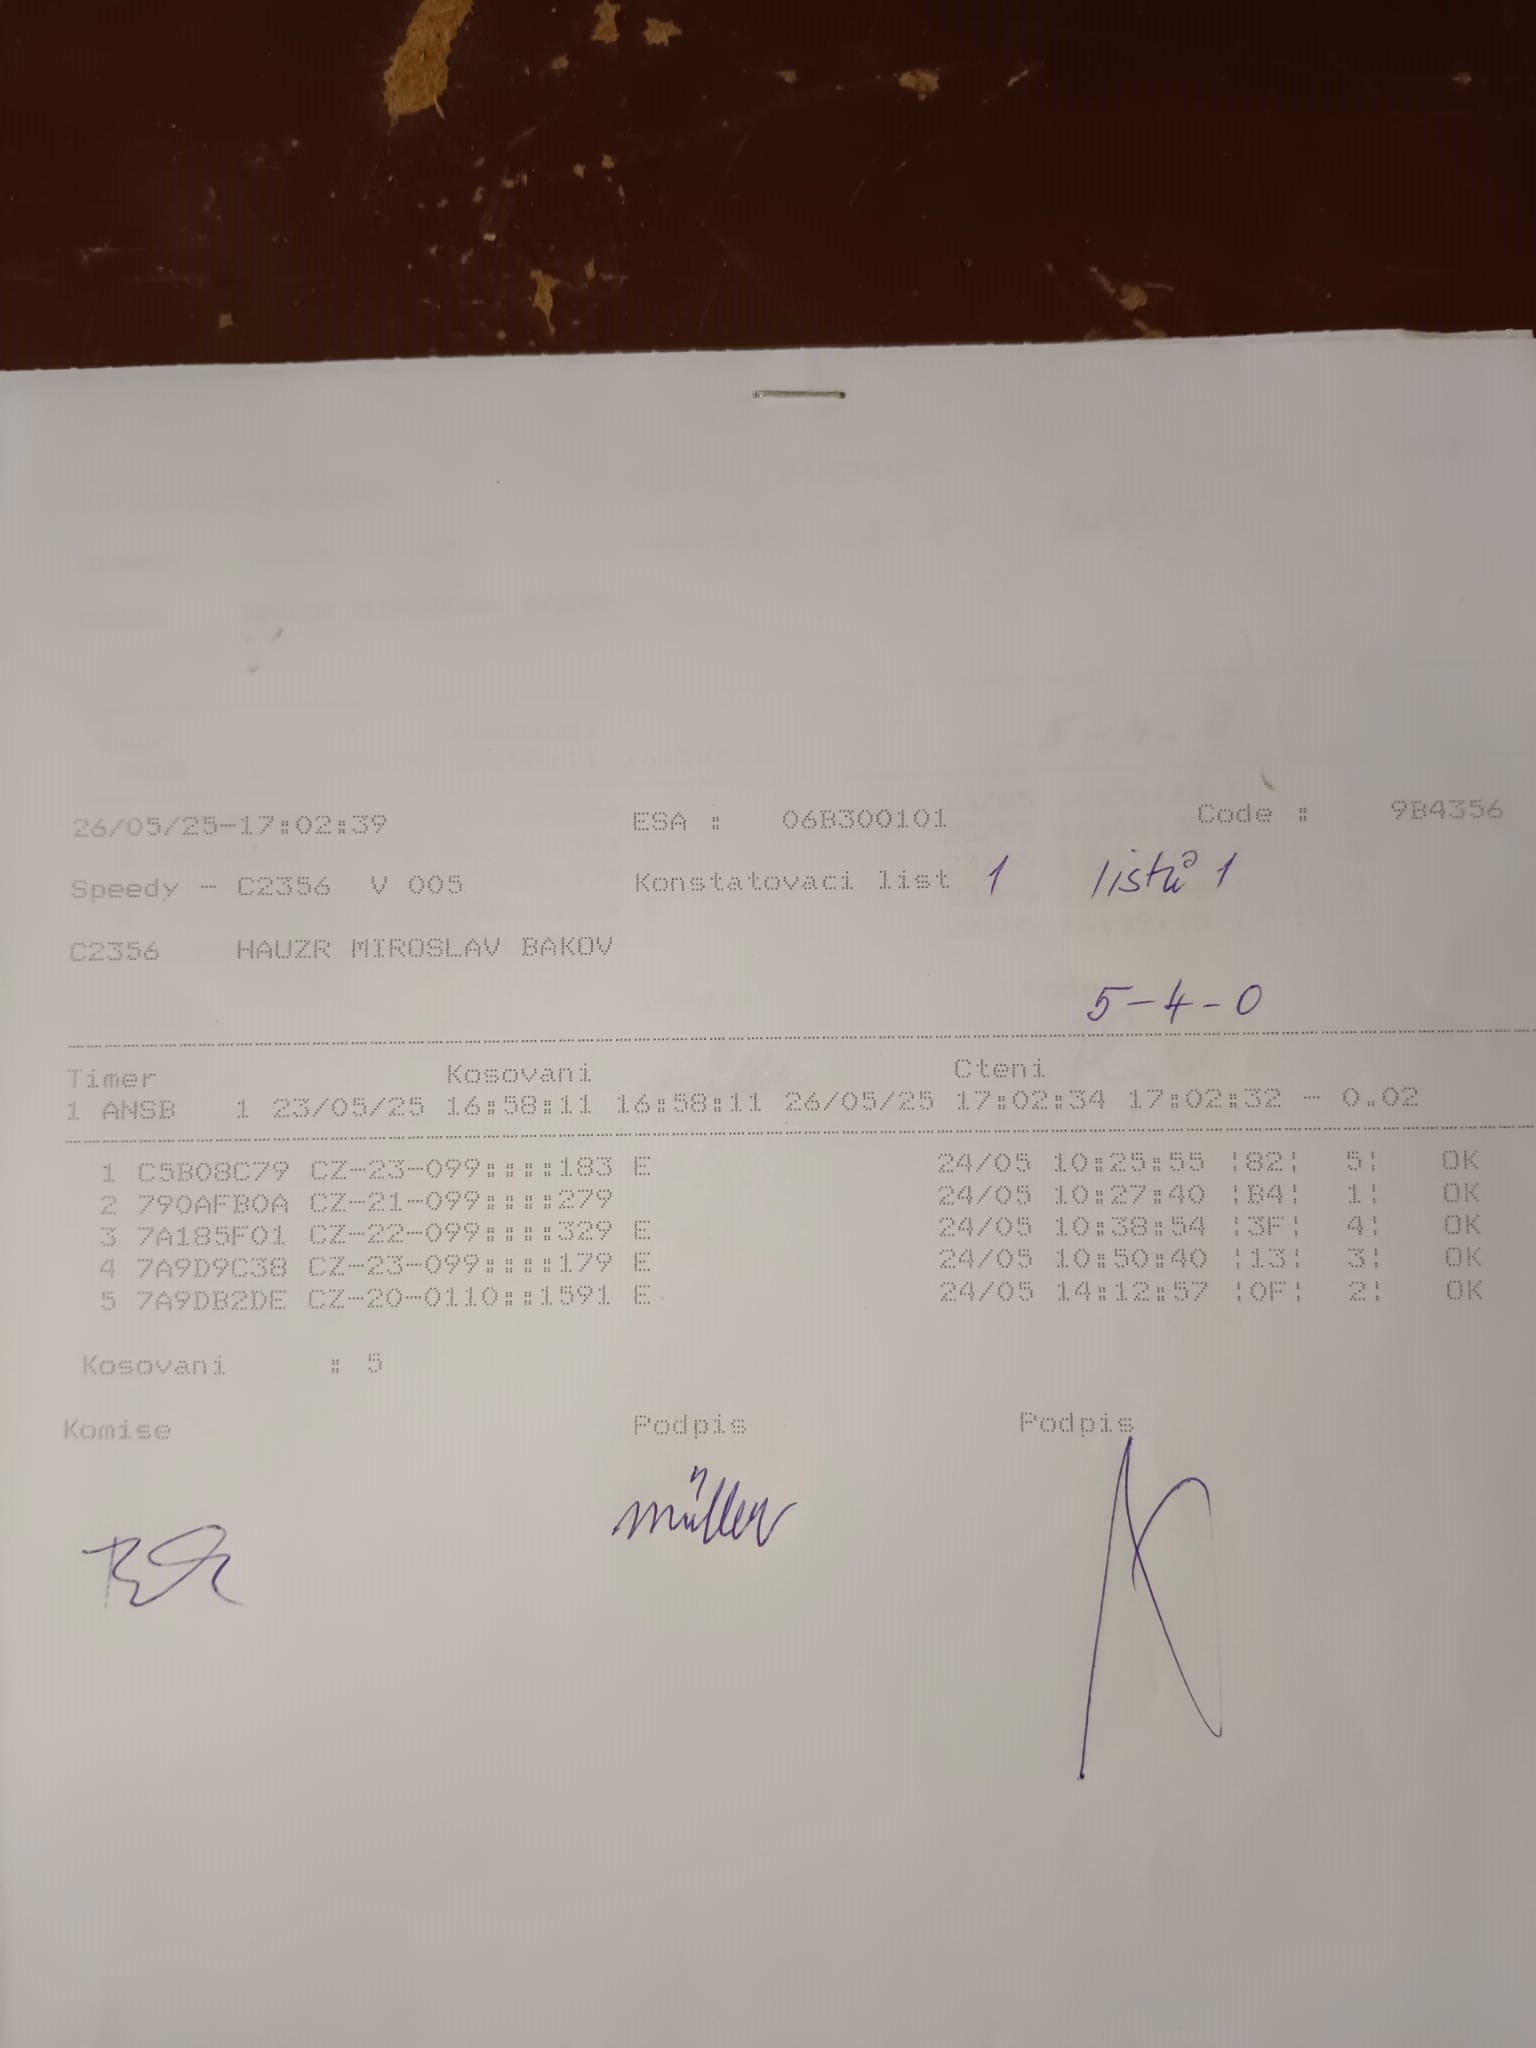 26/05/25-17:02:39 ESA : 06B300101 Code : 9B4356
Speedy - C2356 V 005 Konstatovaci list 1 listů 1
C2356 HAUZR MIROSLAV BAKOV
5-4-0
Timer Kosovani Cteni
1 ANSB 1 23/05/25 16:58:11 16:58:11 26/05/25 17:02:34 17:02:32 - 0.02
1 C5B08C79 CZ-23-099::::183 E 24/05 10:25:55 ¦82¦ 5¦ OK
2 790AFB0A CZ-21-099::::279 24/05 10:27:40 ¦B4¦ 1¦ OK
3 7A185F01 CZ-22-099::::329 E 24/05 10:38:54 ¦3F¦ 4¦ OK
4 7A9D9C38 CZ-23-099::::179 E 24/05 10:50:40 ¦13¦ 3¦ OK
5 7A9DB2DE CZ-20-0110::1591 E 24/05 14:12:57 ¦0F¦ 2¦ OK
Kosovani : 5
Komise Podpis Podpis
Müller